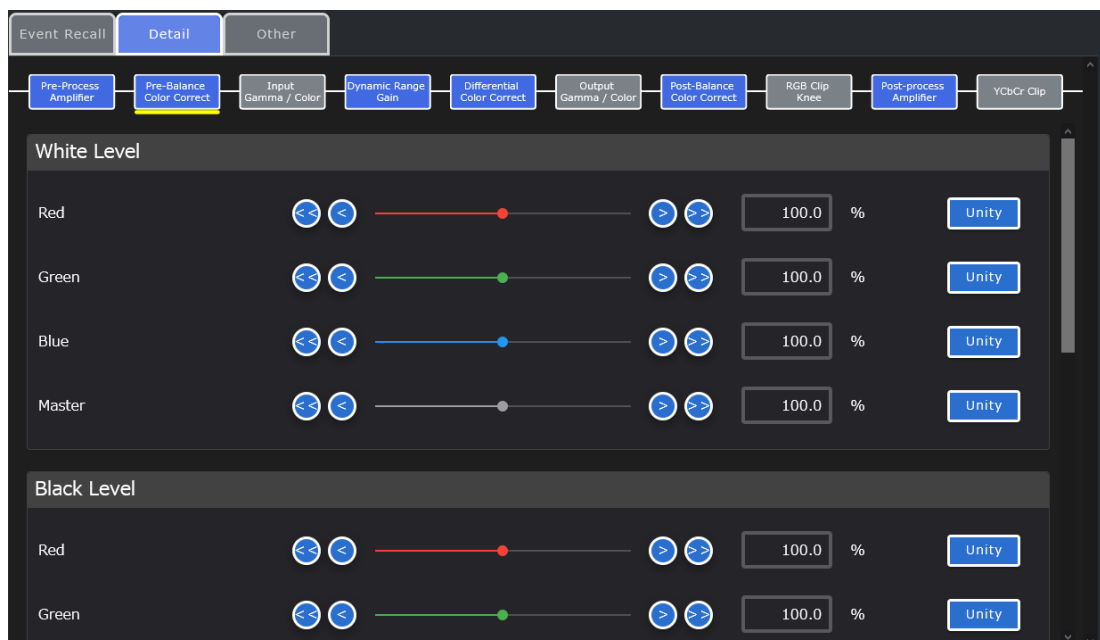 Event Recall Detail Other
Pre-Process Amplifier
Pre-Balance Color Correct
Input Gamma / Color
Dynamic Range Gain
Differential Color Correct
Output Gamma / Color
Post-Balance Color Correct
RGB Clip Knee
Post-process Amplifier
YCbCr Clip
White Level
Red << < > >> 100.0 % Unity
Green << < > >> 100.0 % Unity
Blue << < > >> 100.0 % Unity
Master << < > >> 100.0 % Unity
Black Level
Red << < > >> 100.0 % Unity
Green << < > >> 100.0 % Unity